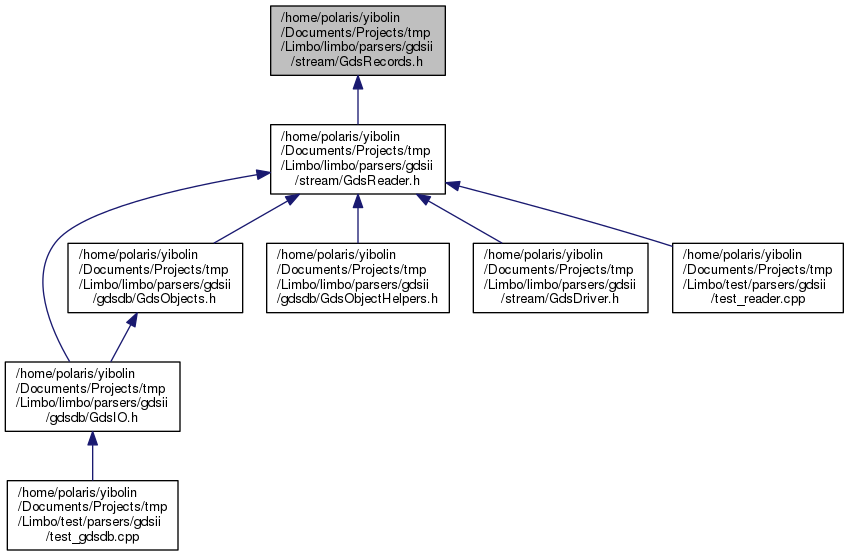 /home/polaris/yibolin
/Documents/Projects/tmp
/Limbo/limbo/parsers/gdsii
/stream/GdsRecords.h
/home/polaris/yibolin
/Documents/Projects/tmp
/Limbo/limbo/parsers/gdsii
/stream/GdsReader.h
/home/polaris/yibolin
/Documents/Projects/tmp
/Limbo/limbo/parsers/gdsii
/gdsdb/GdsObjects.h
/home/polaris/yibolin
/Documents/Projects/tmp
/Limbo/limbo/parsers/gdsii
/gdsdb/GdsObjectHelpers.h
/home/polaris/yibolin
/Documents/Projects/tmp
/Limbo/limbo/parsers/gdsii
/stream/GdsDriver.h
/home/polaris/yibolin
/Documents/Projects/tmp
/Limbo/test/parsers/gdsii
/test_reader.cpp
/home/polaris/yibolin
/Documents/Projects/tmp
/Limbo/limbo/parsers/gdsii
/gdsdb/GdsIO.h
/home/polaris/yibolin
/Documents/Projects/tmp
/Limbo/test/parsers/gdsii
/test_gdsdb.cpp